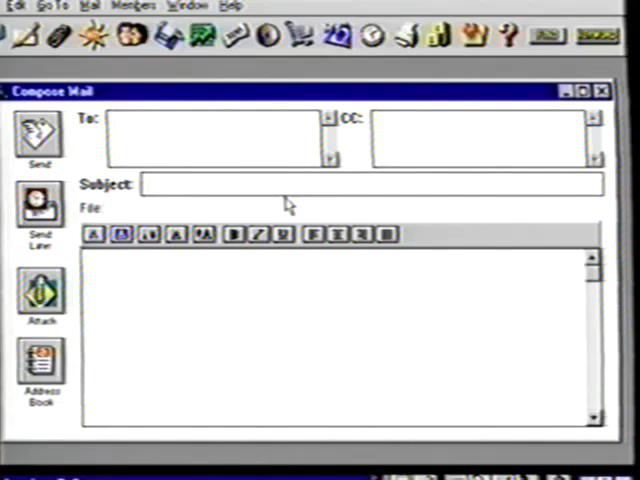 Edit Go To Mail Members Window Help
Find
Compose Mail
To:
CC:
Send
Subject:
File:
Send
Later
Attach
Address
Book